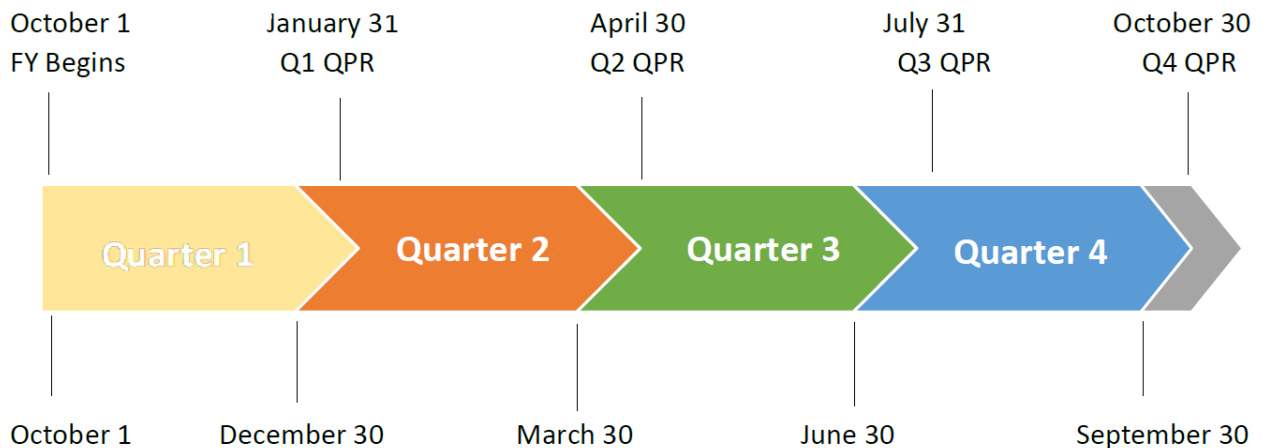 October 1
FY Begins
January 31
Q1 QPR
April 30
Q2 QPR
July 31
Q3 QPR
October 30
Q4 QPR
Quarter 1
Quarter 2
Quarter 3
Quarter 4
October 1
December 30
March 30
June 30
September 30